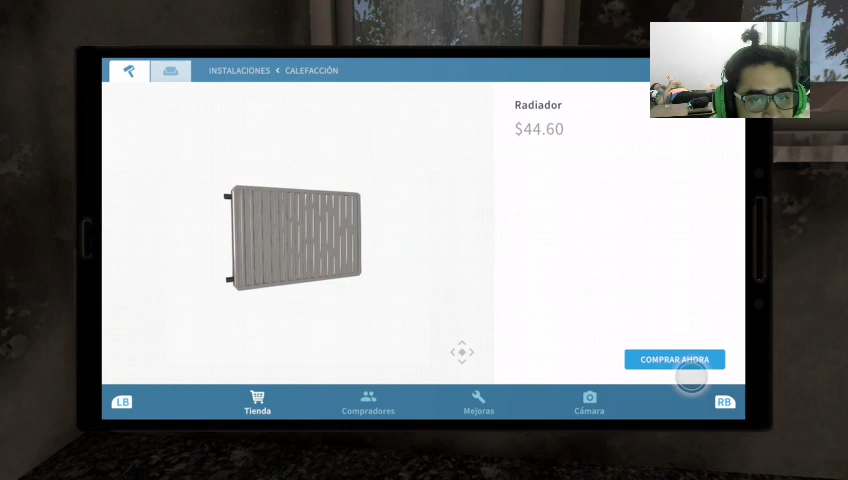 INSTALACIONES < CALEFACCIÓN
Radiador
$44.60
COMPRAR AHORA
LB
Tienda
Compradores
Mejoras
Cámara
RB